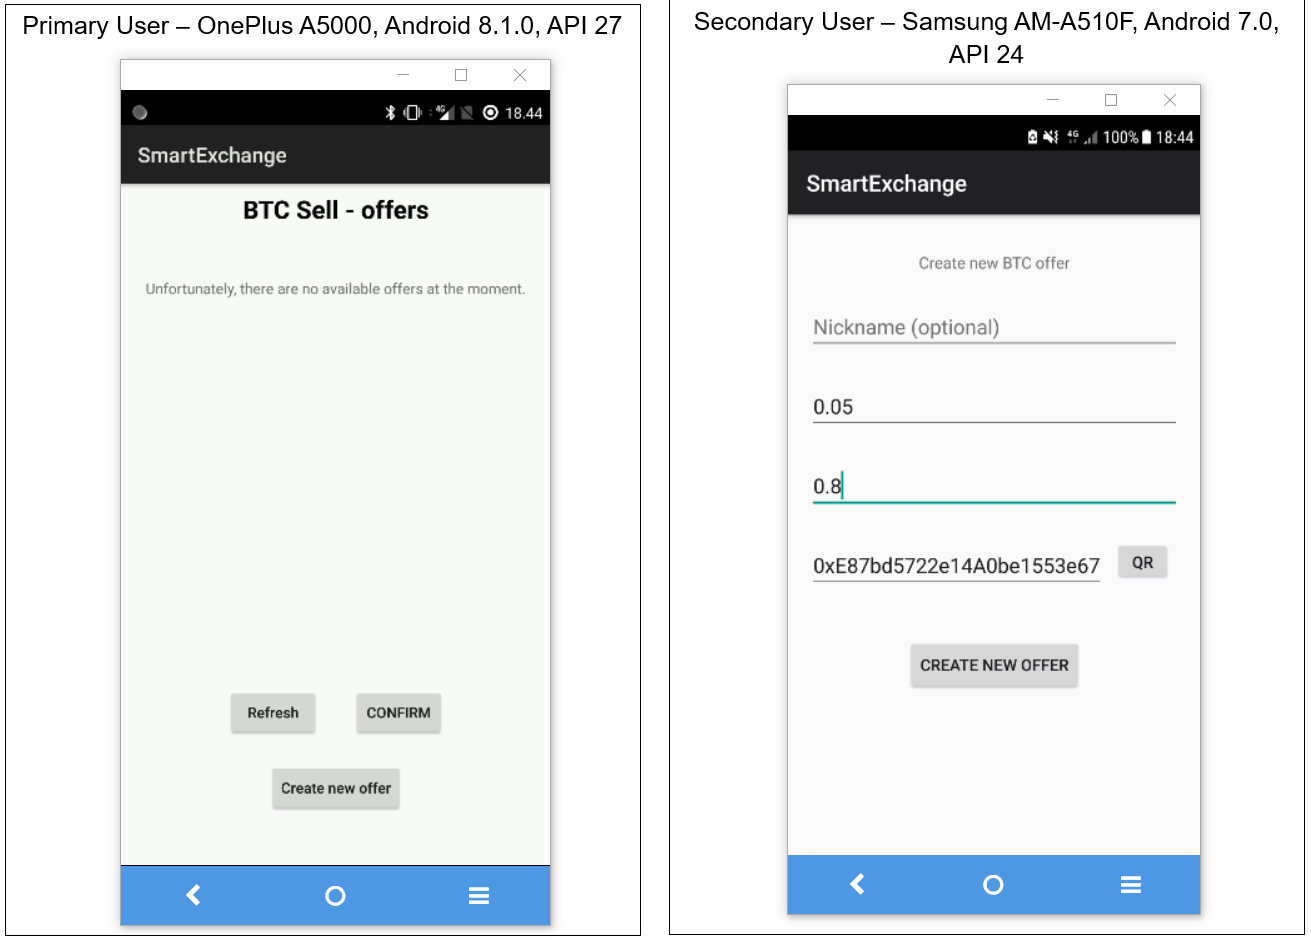 Primary User – OnePlus A5000, Android 8.1.0, API 27
4G 18.44
SmartExchange
BTC Sell - offers
Unfortunately, there are no available offers at the moment.
Refresh CONFIRM
Create new offer
Secondary User – Samsung AM-A510F, Android 7.0,
API 24
4G 100% 18:44
SmartExchange
Create new BTC offer
Nickname (optional)
0.05
0.8
0xE87bd5722e14A0be1553e67 QR
CREATE NEW OFFER